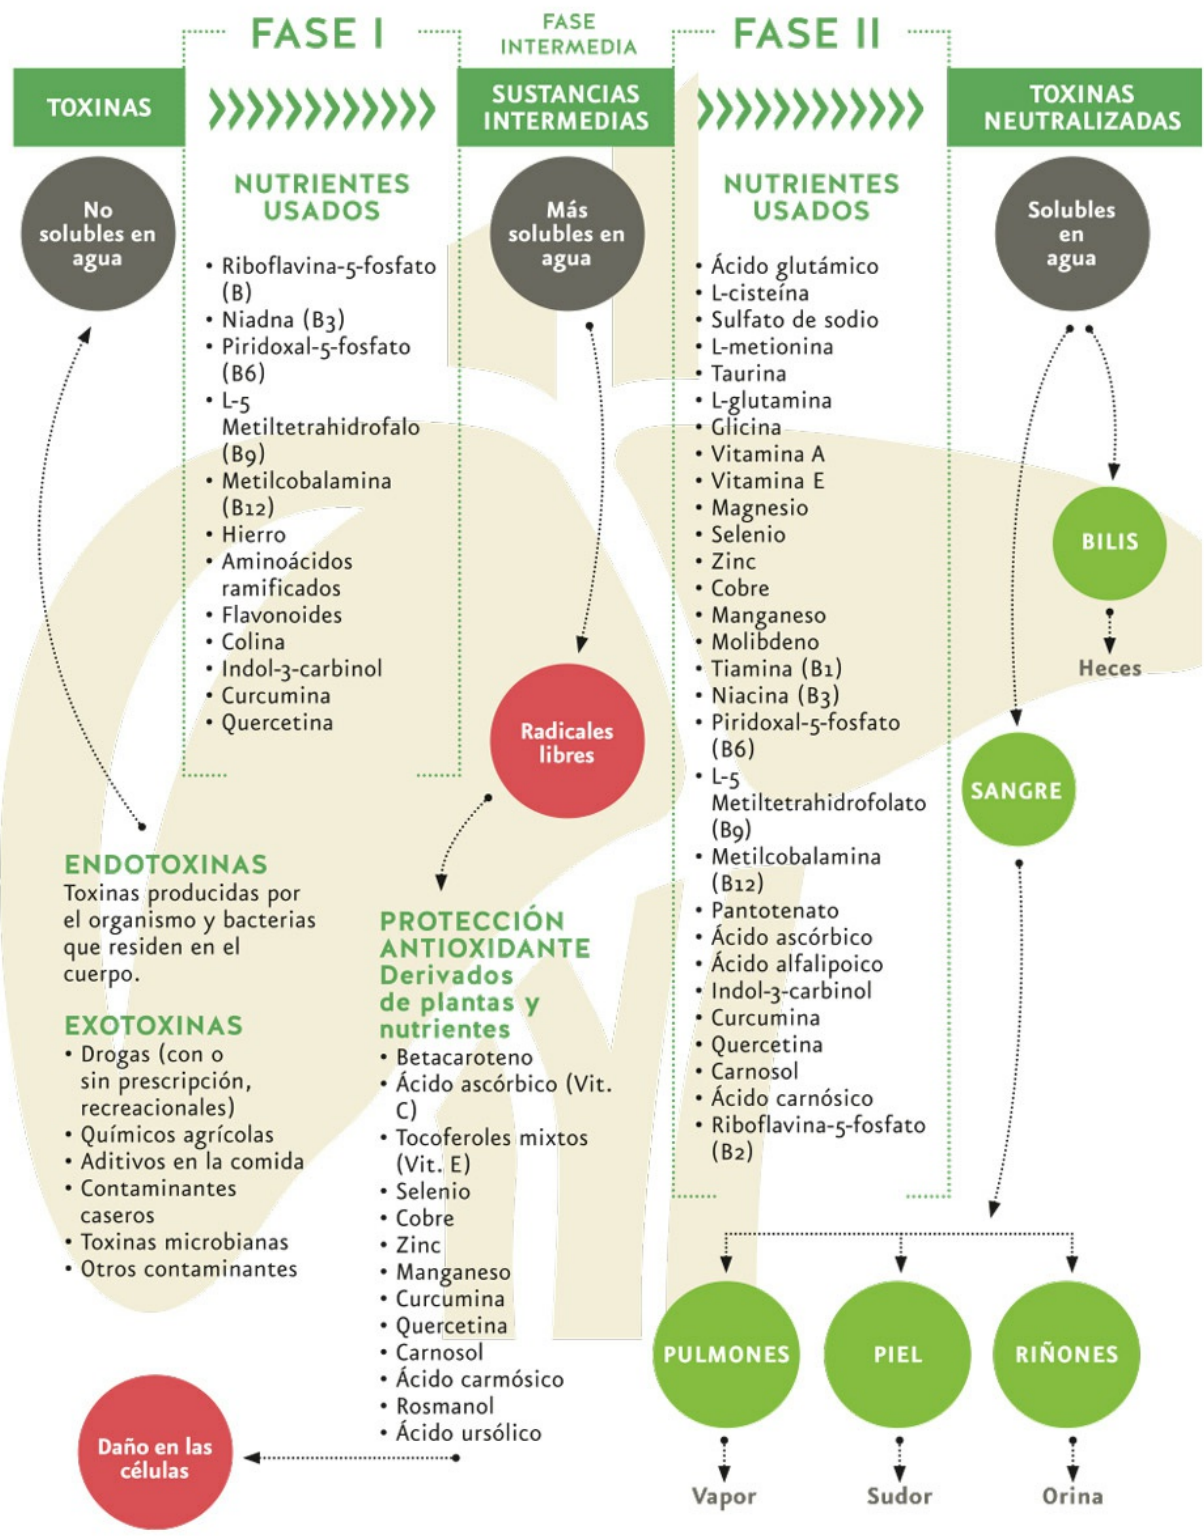 FASE I
FASE
INTERMEDIA
FASE II
TOXINAS
SUSTANCIAS
INTERMEDIAS
TOXINAS
NEUTRALIZADAS
No
solubles en
agua
NUTRIENTES
USADOS
• Riboflavina-5-fosfato
(B)
• Niadna (B3)
• Piridoxal-5-fosfato
(B6)
• L-5
Metiltetrahidrofalo
(B9)
• Metilcobalamina
(B12)
• Hierro
• Aminoácidos
ramificados
• Flavonoides
• Colina
• Indol-3-carbinol
• Curcumina
• Quercetina
Más
solubles en
agua
Radicales
libres
NUTRIENTES
USADOS
• Ácido glutámico
• L-cisteína
• Sulfato de sodio
• L-metionina
• Taurina
• L-glutamina
• Glicina
• Vitamina A
• Vitamina E
• Magnesio
• Selenio
• Zinc
• Cobre
• Manganeso
• Molibdeno
• Tiamina (B1)
• Niacina (B3)
• Piridoxal-5-fosfato
(B6)
• L-5
Metiltetrahidrofolato
(B9)
• Metilcobalamina
(B12)
• Pantotenato
• Ácido ascórbico
• Ácido alfalipoico
• Indol-3-carbinol
• Curcumina
• Quercetina
• Carnosol
• Ácido carnósico
• Riboflavina-5-fosfato
(B2)
Solubles
en
agua
BILIS
Heces
SANGRE
ENDOTOXINAS
Toxinas producidas por
el organismo y bacterias
que residen en el
cuerpo.
EXOTOXINAS
• Drogas (con o
sin prescripción,
recreacionales)
• Químicos agrícolas
• Aditivos en la comida
• Contaminantes
caseros
• Toxinas microbianas
• Otros contaminantes
PROTECCIÓN
ANTIOXIDANTE
Derivados
de plantas y
nutrientes
• Betacaroteno
• Ácido ascórbico (Vit.
C)
• Tocoferoles mixtos
(Vit. E)
• Selenio
• Cobre
• Zinc
• Manganeso
• Curcumina
• Quercetina
• Carnosol
• Ácido carmósico
• Rosmanol
• Ácido ursólico
Daño en las
células
PULMONES
PIEL
RIÑONES
Vapor
Sudor
Orina